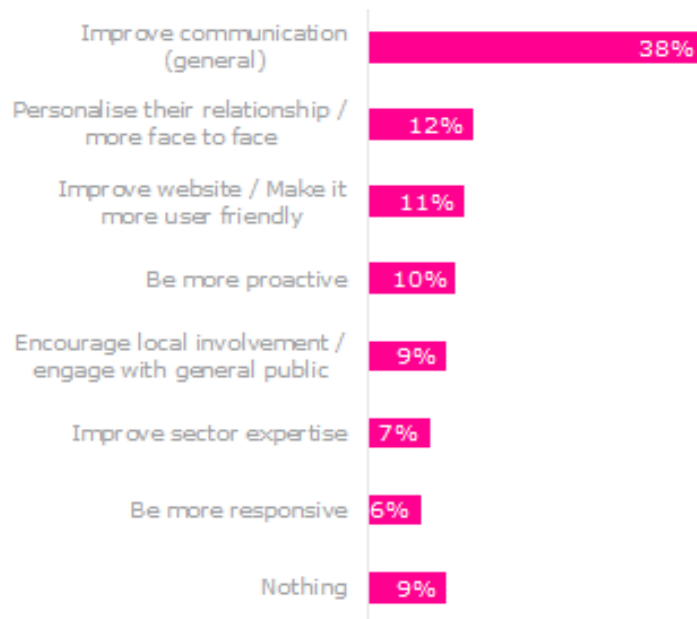 Improve communication
(general)
38%
Personalise their relationship /
more face to face
12%
Improve website / Make it
more user friendly
11%
Be more proactive
10%
Encourage local involvement /
engage with general public
9%
Improve sector expertise
7%
Be more responsive
6%
Nothing
9%